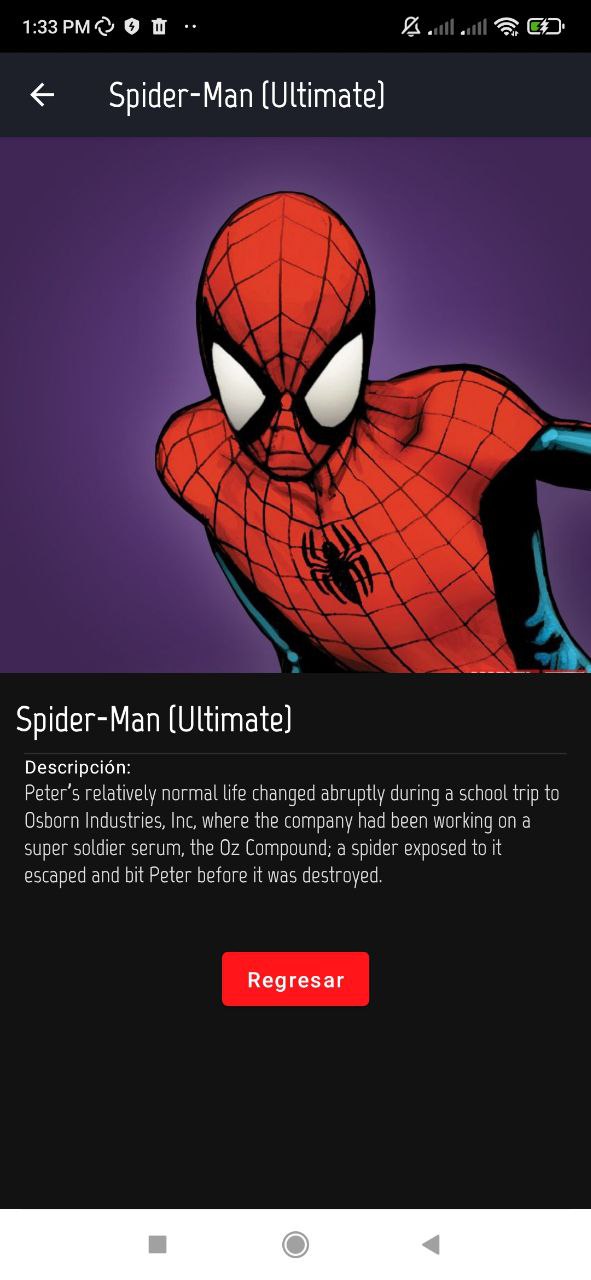 1:33 PM
Spider-Man (Ultimate)
Spider-Man (Ultimate)
Descripción:
Peter's relatively normal life changed abruptly during a school trip to
Osborn Industries, Inc, where the company had been working on a
super soldier serum, the Oz Compound; a spider exposed to it
escaped and bit Peter before it was destroyed.
Regresar